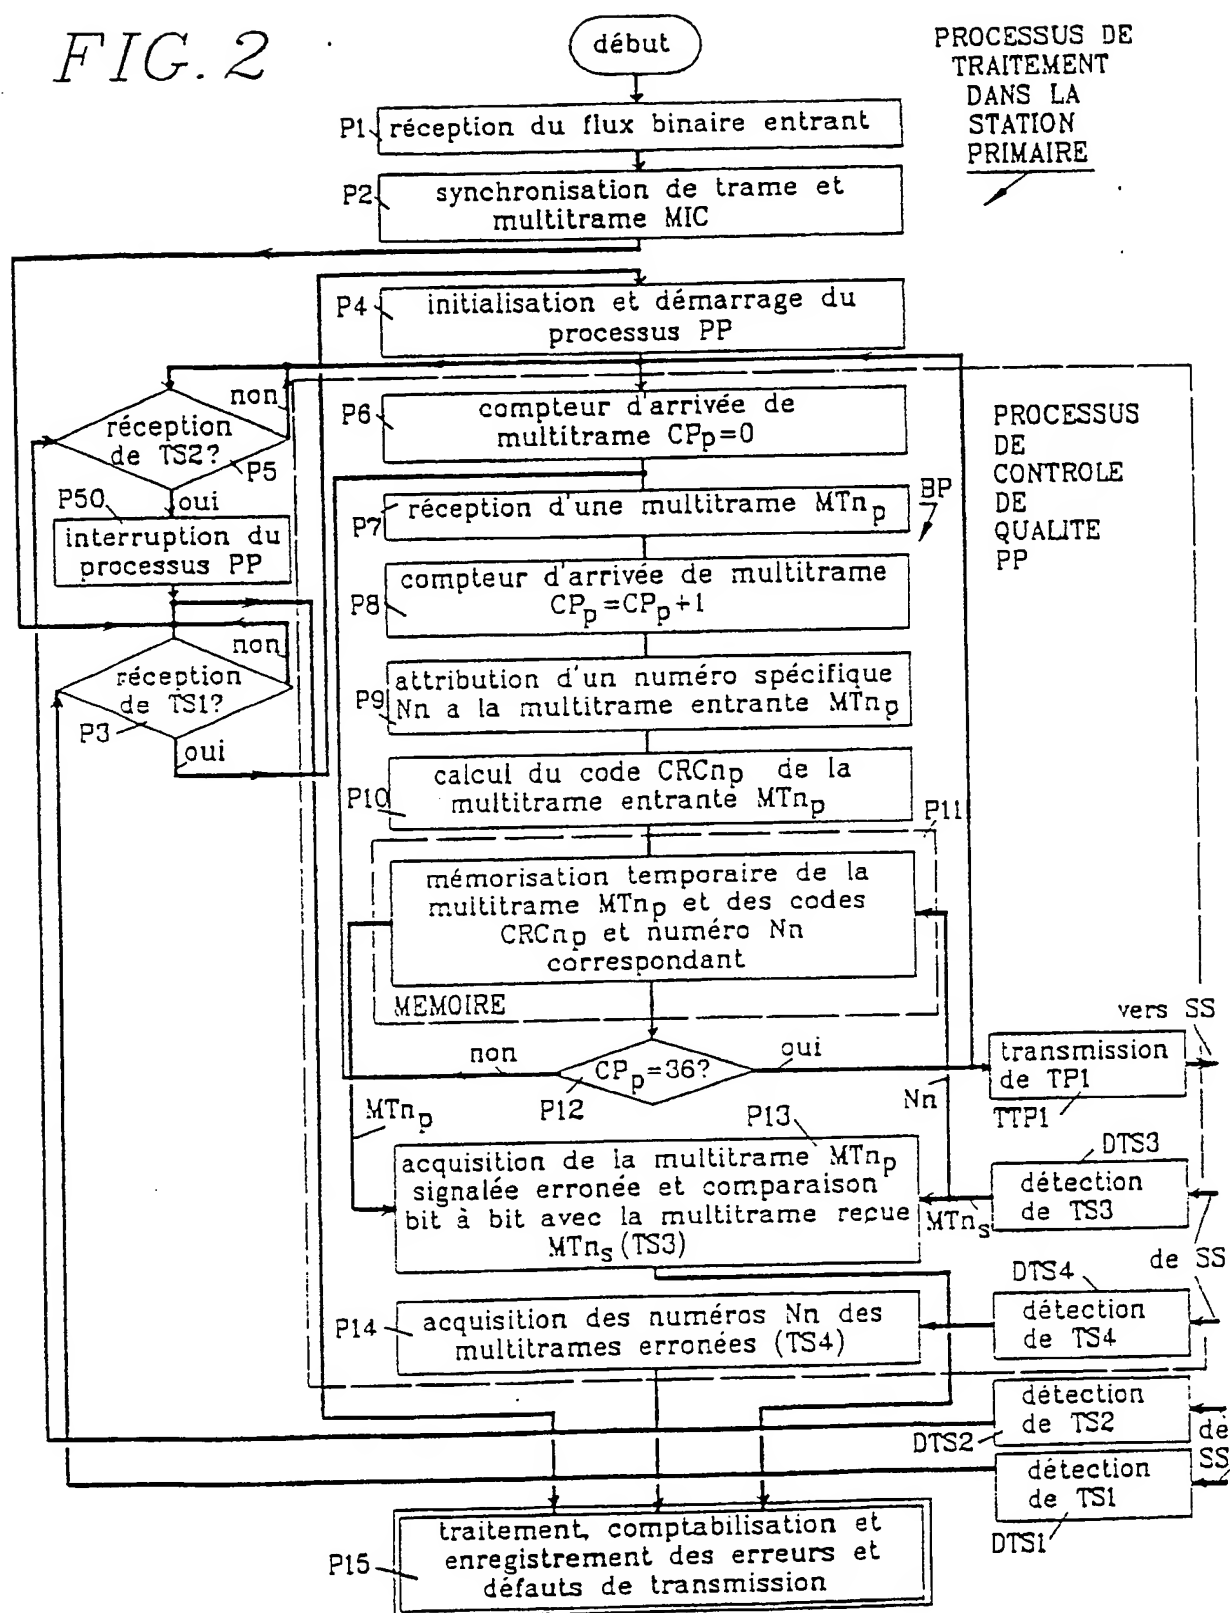 FIG. 2
début
PROCESSUS DE
TRAITEMENT
DANS LA
STATION
PRIMAIRE
P1
réception du flux binaire entrant
P2
synchronisation de trame et
multitrame MIC
P4
initialisation et démarrage du
processus PP
non
réception
de TS2?
P5
oui
P6
compteur d'arrivée de
multitrame CPp=0
PROCESSUS
DE
CONTROLE
DE
QUALITE
PP
P50
interruption du
processus PP
P7
réception d'une multitrame MTnp
BP
P8
compteur d'arrivée de multitrame
CPp=CPp+1
non
réception
de TS1?
P3
oui
P9
attribution d'un numéro spécifique
Nn a la multitrame entrante MTnp
P10
calcul du code CRCnp de la
multitrame entrante MTnp
P11
mémorisation temporaire de la
multitrame MTnp et des codes
CRCnp et numéro Nn
correspondant
MEMOIRE
non
CPp=36?
oui
P12
vers SS
transmission
de TP1
TTP1
MTnp
Nn
P13
acquisition de la multitrame MTnp
signalée erronée et comparaison
bit à bit avec la multitrame reçue
MTns (TS3)
MTns
DTS3
détection
de TS3
de SS
DTS4
détection
de TS4
P14
acquisition des numéros Nn des
multitrames erronées (TS4)
détection
de TS2
DTS2
de
SS
détection
de TS1
DTS1
P15
traitement, comptabilisation et
enregistrement des erreurs et
défauts de transmission